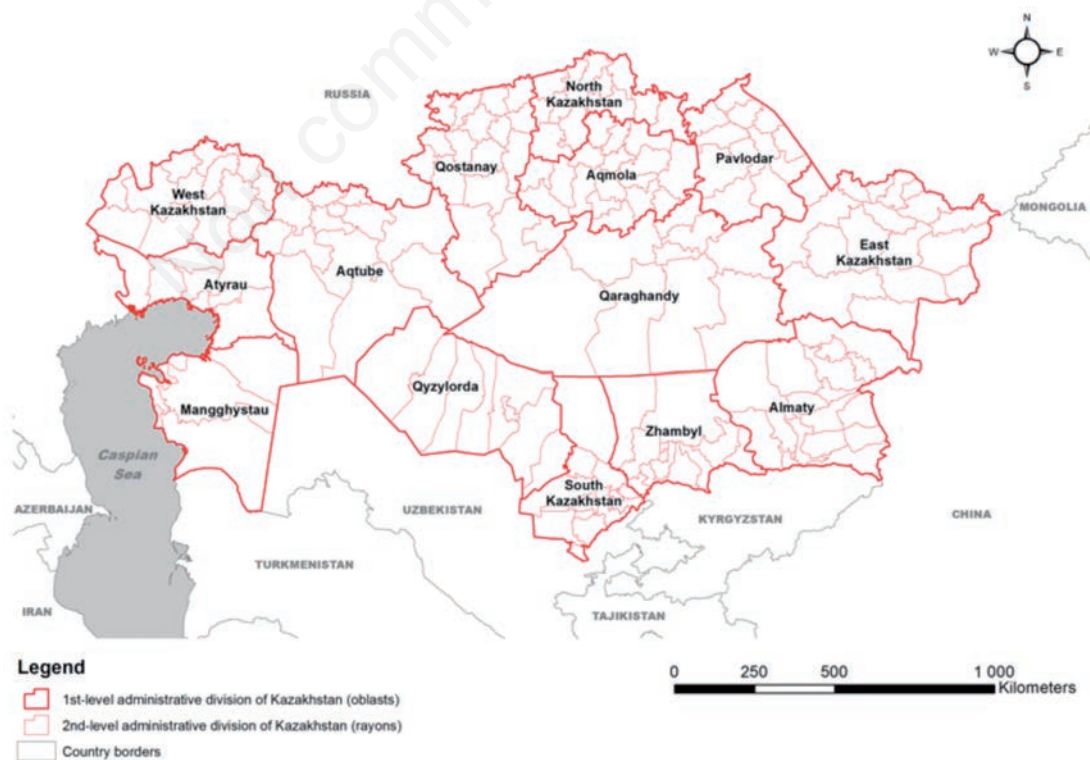 N
W E
S
RUSSIA
North
Kazakhstan
Pavlodar
Qostanay
Aqmola
West
Kazakhstan
MONGOLIA
East
Kazakhstan
Aqtube
Atyrau
Qaraghandy
Qyzylorda
Mangghystau
Almaty
Zhambyl
Caspian
Sea
South
Kazakhstan
AZERBAIJAN
UZBEKISTAN
KYRGYZSTAN
CHINA
TURKMENISTAN
IRAN
TAJIKISTAN
Legend
1st-level administrative division of Kazakhstan (oblasts)
2nd-level administrative division of Kazakhstan (rayons)
Country borders
0 250 500 1 000
Kilometers